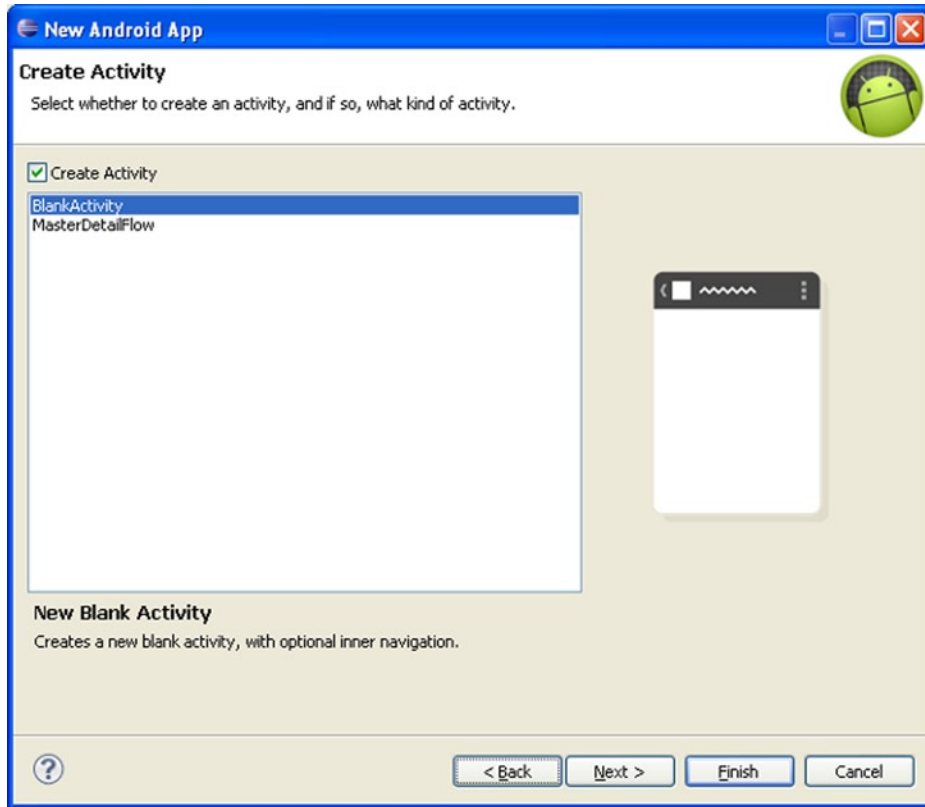 New Android App
Create Activity
Select whether to create an activity, and if so, what kind of activity.
Create Activity
BlankActivity
MasterDetailFlow
New Blank Activity
Creates a new blank activity, with optional inner navigation.
?
< Back
Next >
Finish
Cancel